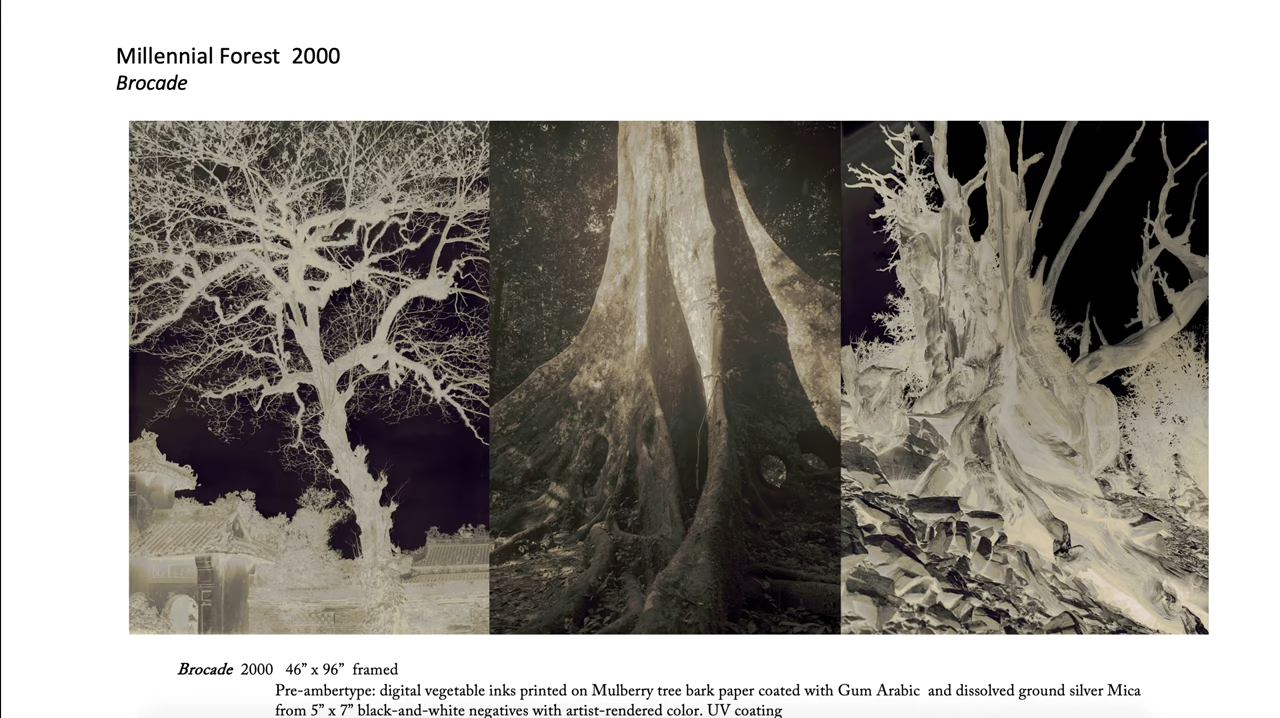 Millennial Forest 2000
Brocade
Brocade 2000 46” x 96” framed
Pre-ambertype: digital vegetable inks printed on Mulberry tree bark paper coated with Gum Arabic and dissolved ground silver Mica
from 5” x 7” black-and-white negatives with artist-rendered color. UV coating